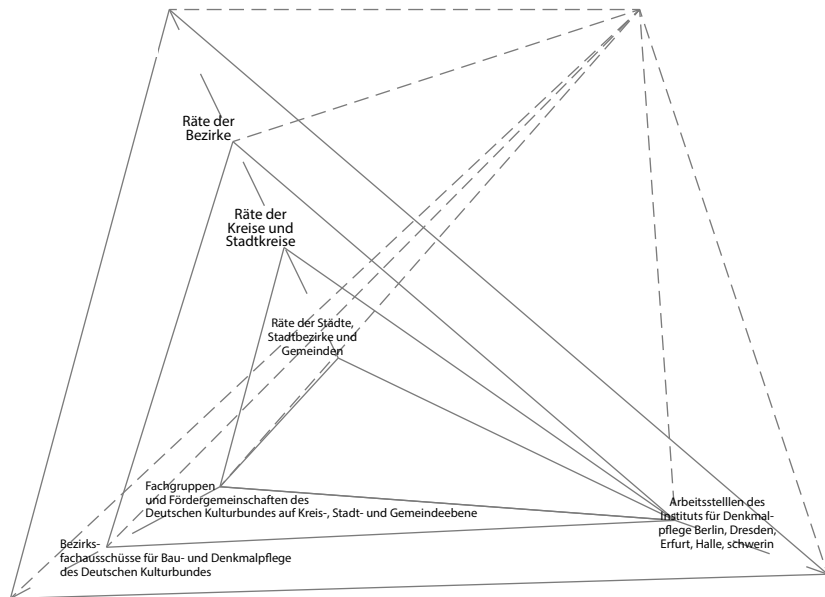 Räte der
Bezirke
Räte der
Kreise und
Stadtkreise
Räte der Städte,
Stadtbezirke und
Gemeinden
Fachgruppen
und Fördergemeinschaften des
Deutschen Kulturbundes auf Kreis-, Stadt- und Gemeindeebene
Arbeitsstelllen des
Instituts für Denkmal-
pflege Berlin, Dresden,
Erfurt, Halle, schwerin
Bezirks-
fachausschüsse für Bau- und Denkmalpflege
des Deutschen Kulturbundes